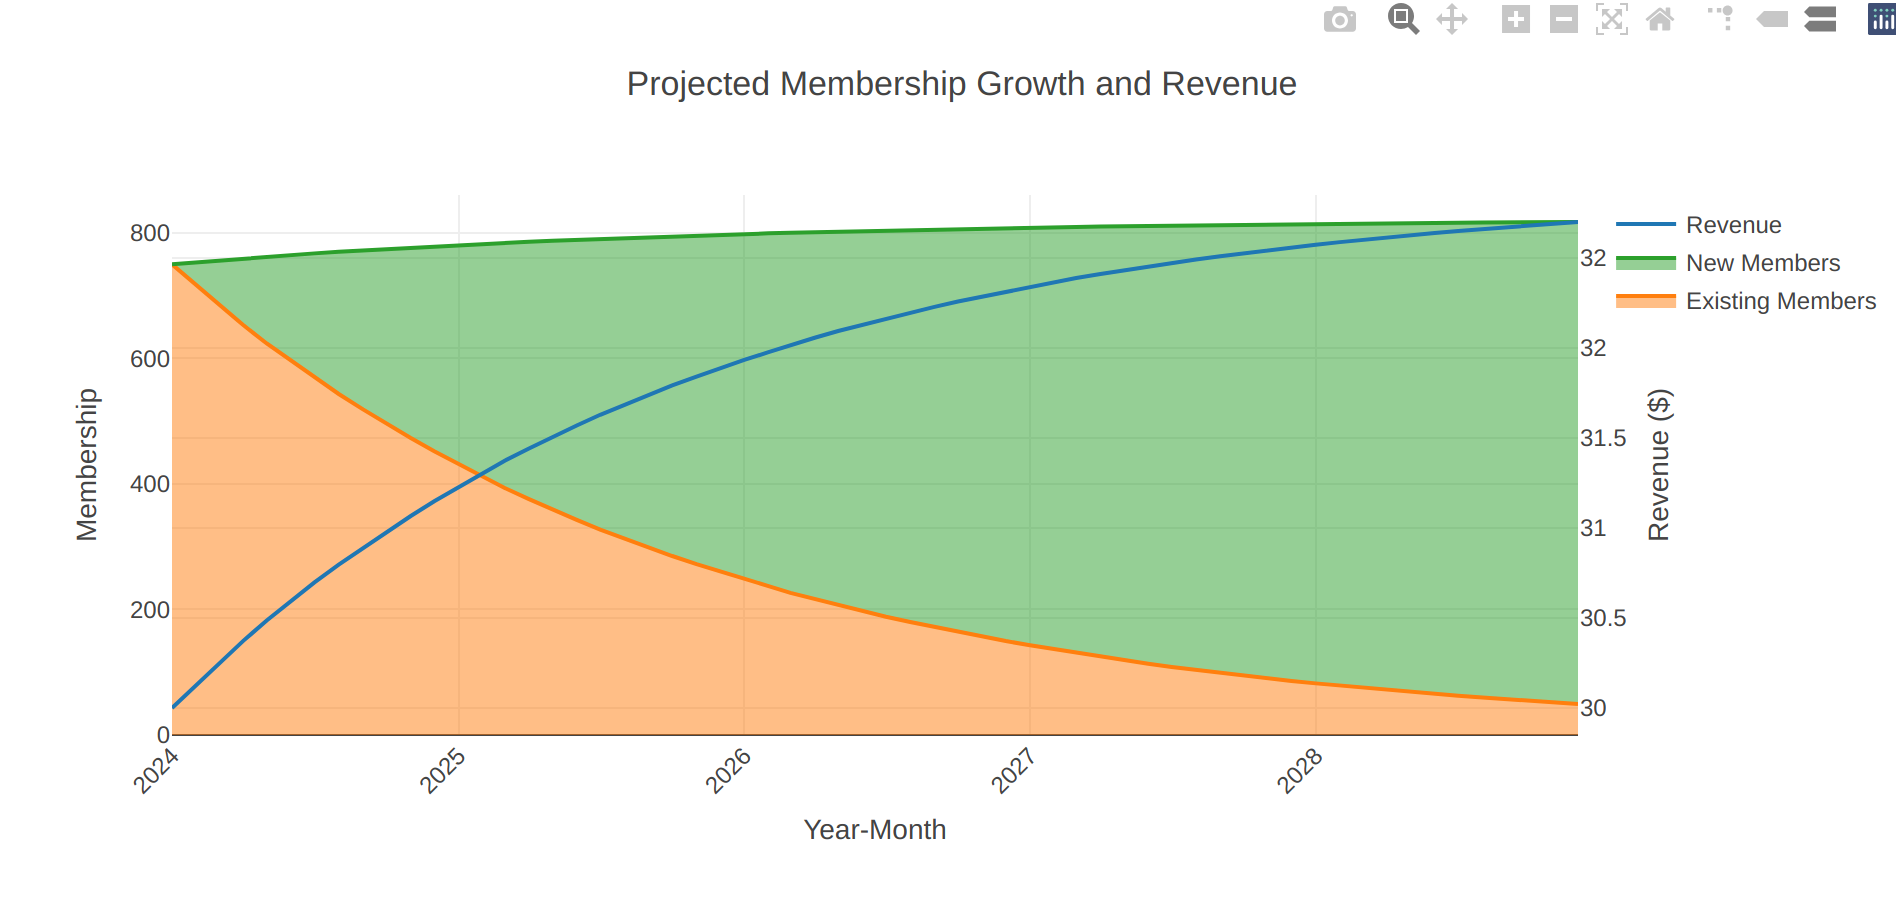 Projected Membership Growth and Revenue
Revenue
New Members
Existing Members
800
600
400
200
0
Membership
32
32
31.5
31
30.5
30
Revenue ($)
2024
2025
2026
2027
2028
Year-Month